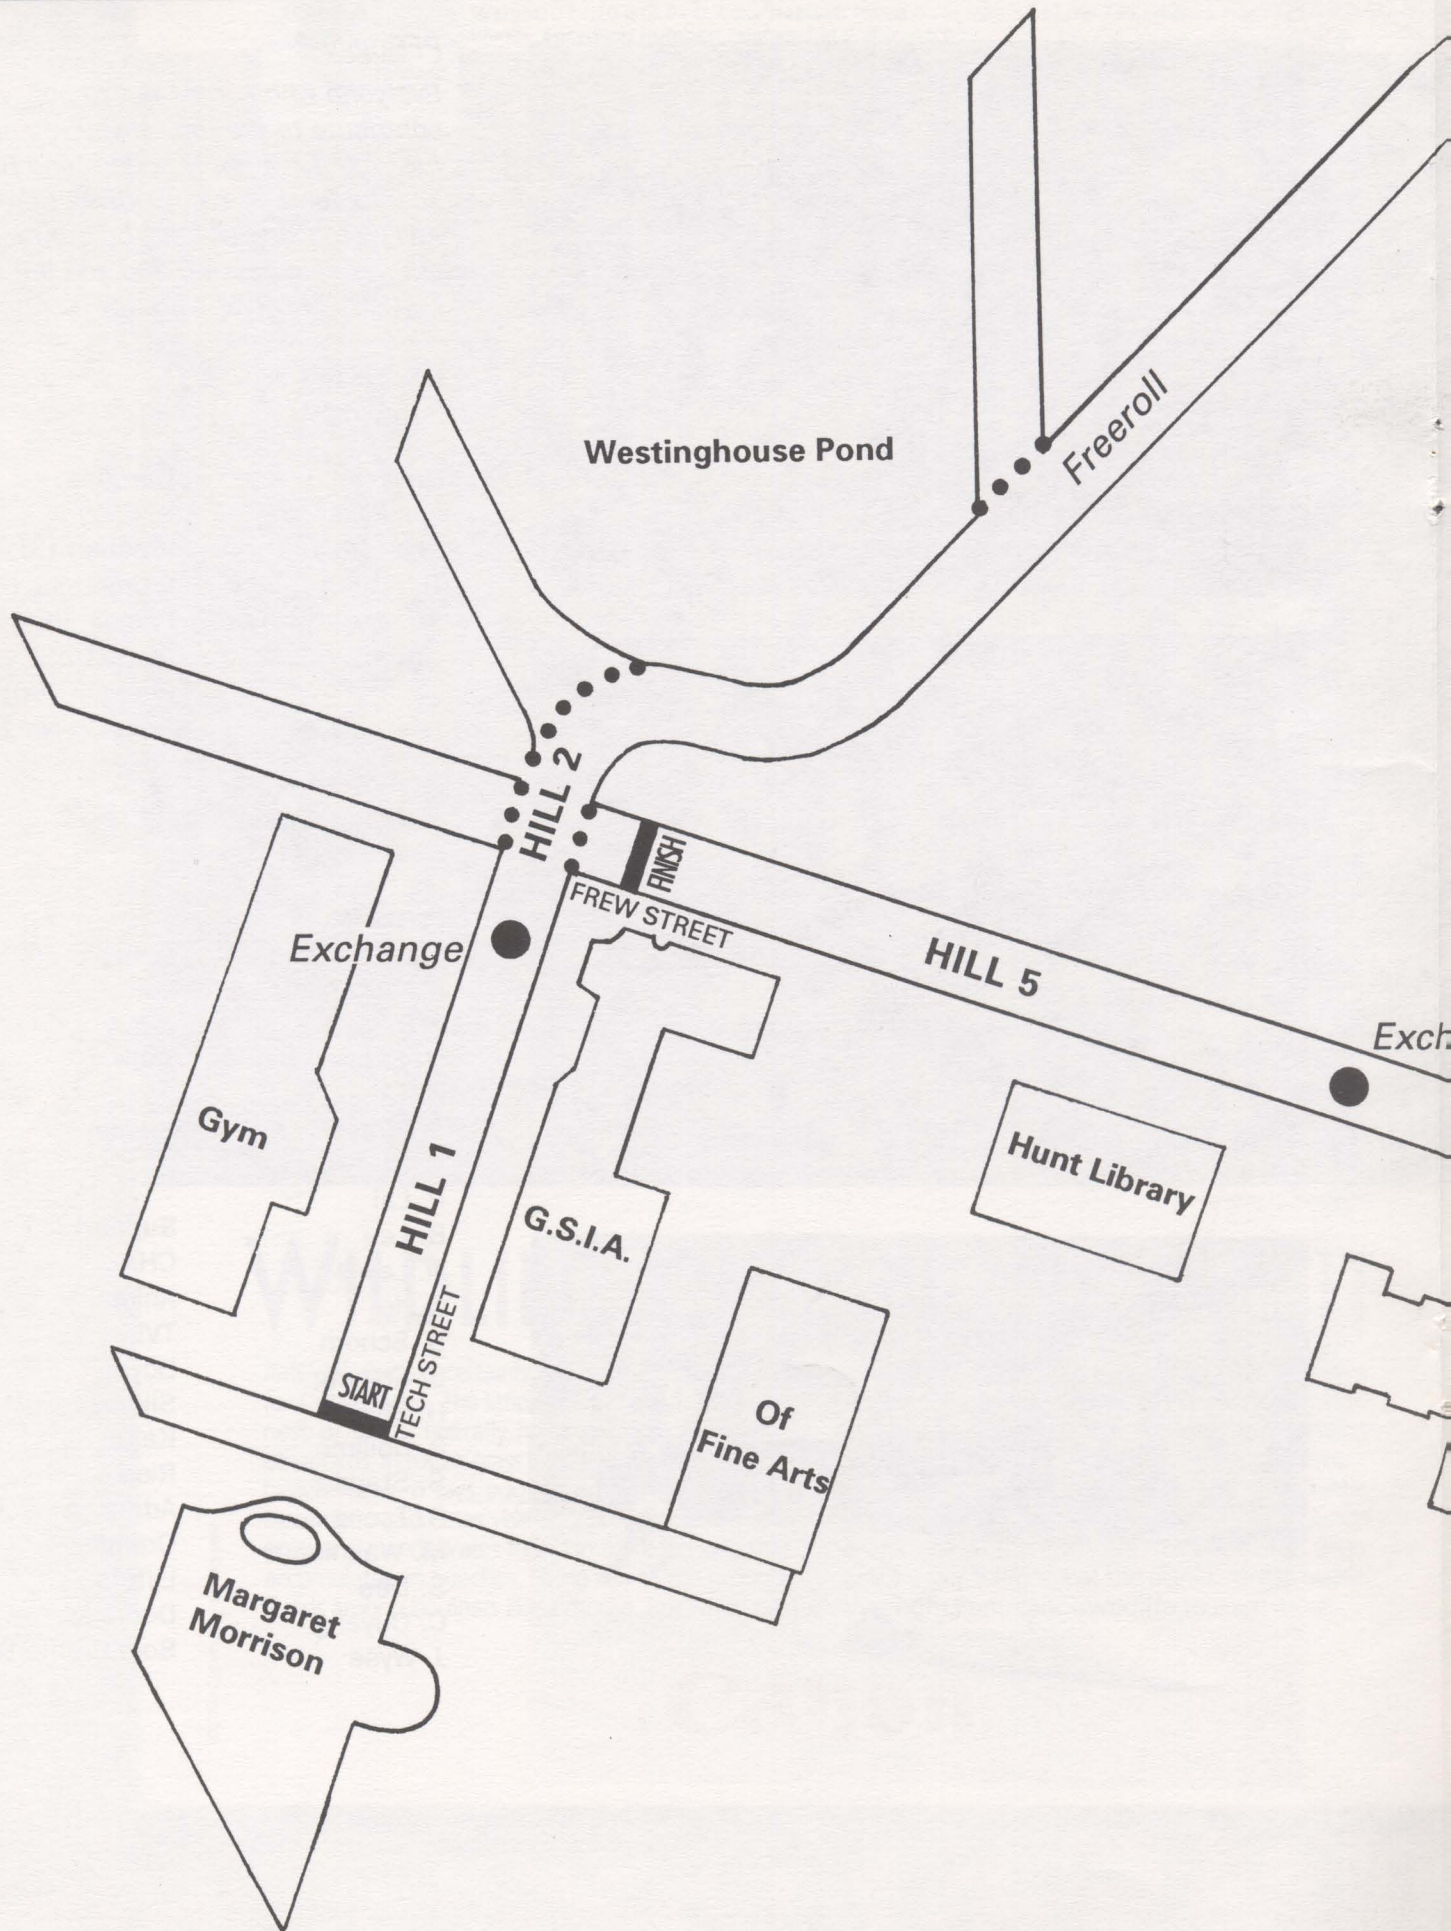 Westinghouse Pond
Freeroll
HILL 2
FINISH
FREW STREET
Exchange
HILL 5
Exch
Gym
HILL 1
Hunt Library
G.S.I.A.
TECH STREET
START
Of
Fine Arts
Margaret
Morrison